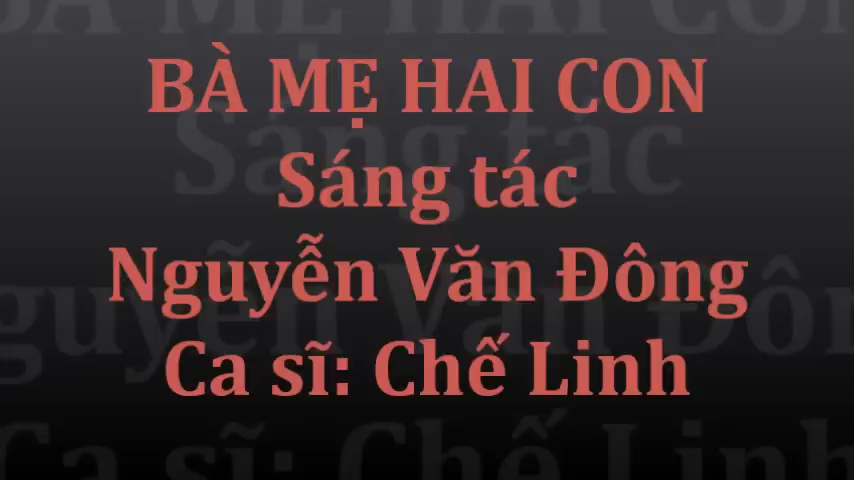 BÀ MẸ HAI CON
Sáng tác
Nguyễn Văn Đông
Ca sĩ: Chế Linh